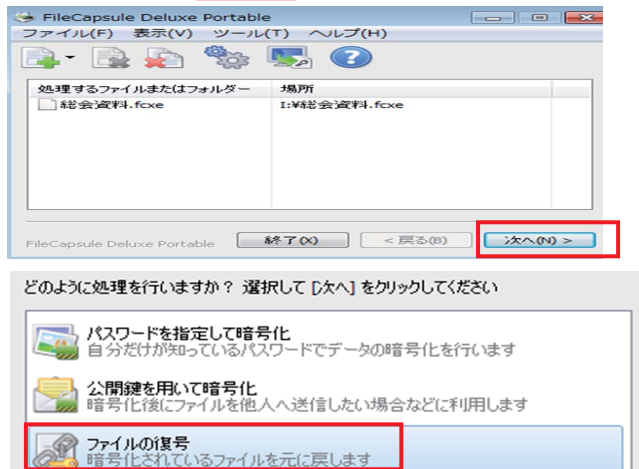 FileCapsule Deluxe Portable
ファイル(F) 表示(V) ツール(T) ヘルプ(H)
処理するファイルまたはフォルダー 場所
総会資料.fcxe I:¥総会資料.fcxe
FileCapsule Deluxe Portable 終了(X) < 戻る(B) 次へ(N) >
どのように処理を行いますか? 選択して [次へ] をクリックしてください
パスワードを指定して暗号化
自分だけが知っているパスワードでデータの暗号化を行います
公開鍵を用いて暗号化
暗号化後にファイルを他人へ送信したい場合などに利用します
ファイルの復号
暗号化されているファイルを元に戻します